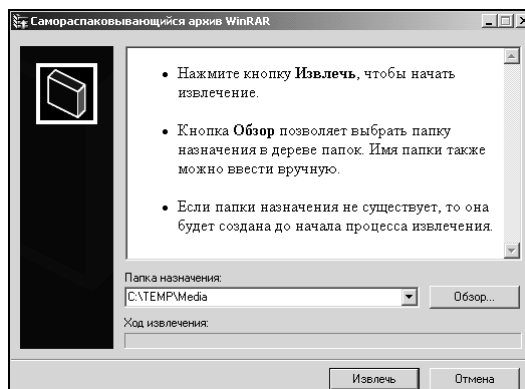 Самораспаковывающийся архив WinRAR
• Нажмите кнопку Извлечь, чтобы начать
извлечение.
• Кнопка Обзор позволяет выбрать папку
назначения в дереве папок. Имя папки также
можно ввести вручную.
• Если папки назначения не существует, то она
будет создана до начала процесса извлечения.
Папка назначения:
C:\TEMP\Media
Обзор...
Ход извлечения:
Извлечь
Отмена